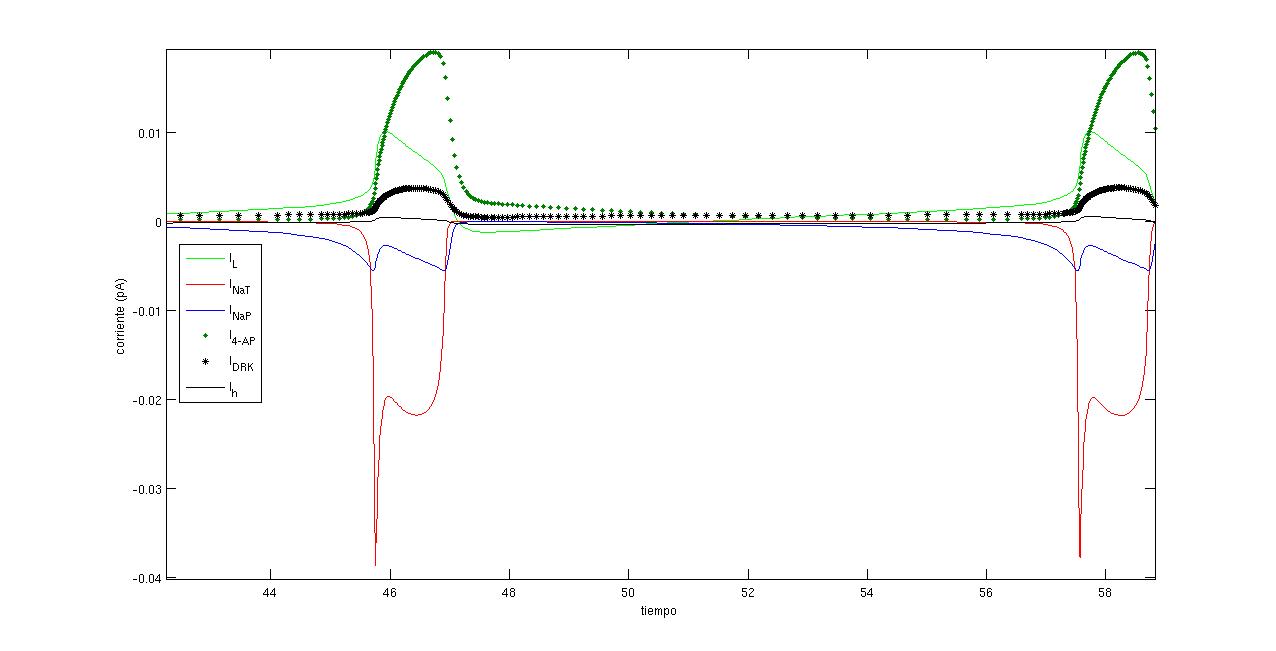 0.01
0
-0.01
-0.02
-0.03
-0.04
corriente (pA)
I_L
I_NaT
I_NaP
I_4-AP
I_DRK
I_h
44 46 48 50 52 54 56 58
tiempo